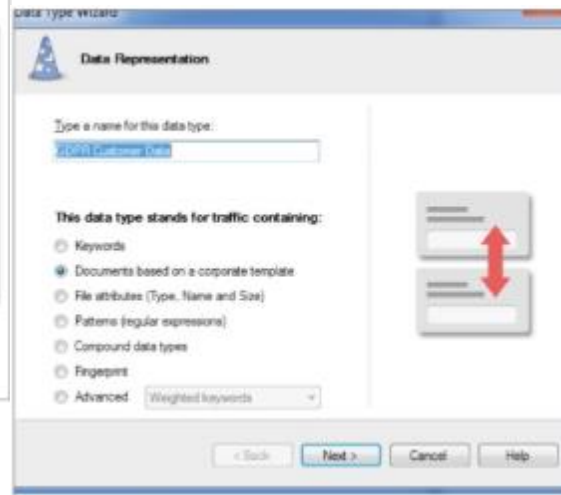 Data Type Wizard
Data Representation
Type a name for this data type:
GDPR Customer Data
This data type stands for traffic containing:
Keywords
Documents based on a corporate template
File attributes (Type, Name and Size)
Patterns (regular expressions)
Compound data types
Fingerprint
Advanced Weighted keywords
< Back Next > Cancel Help